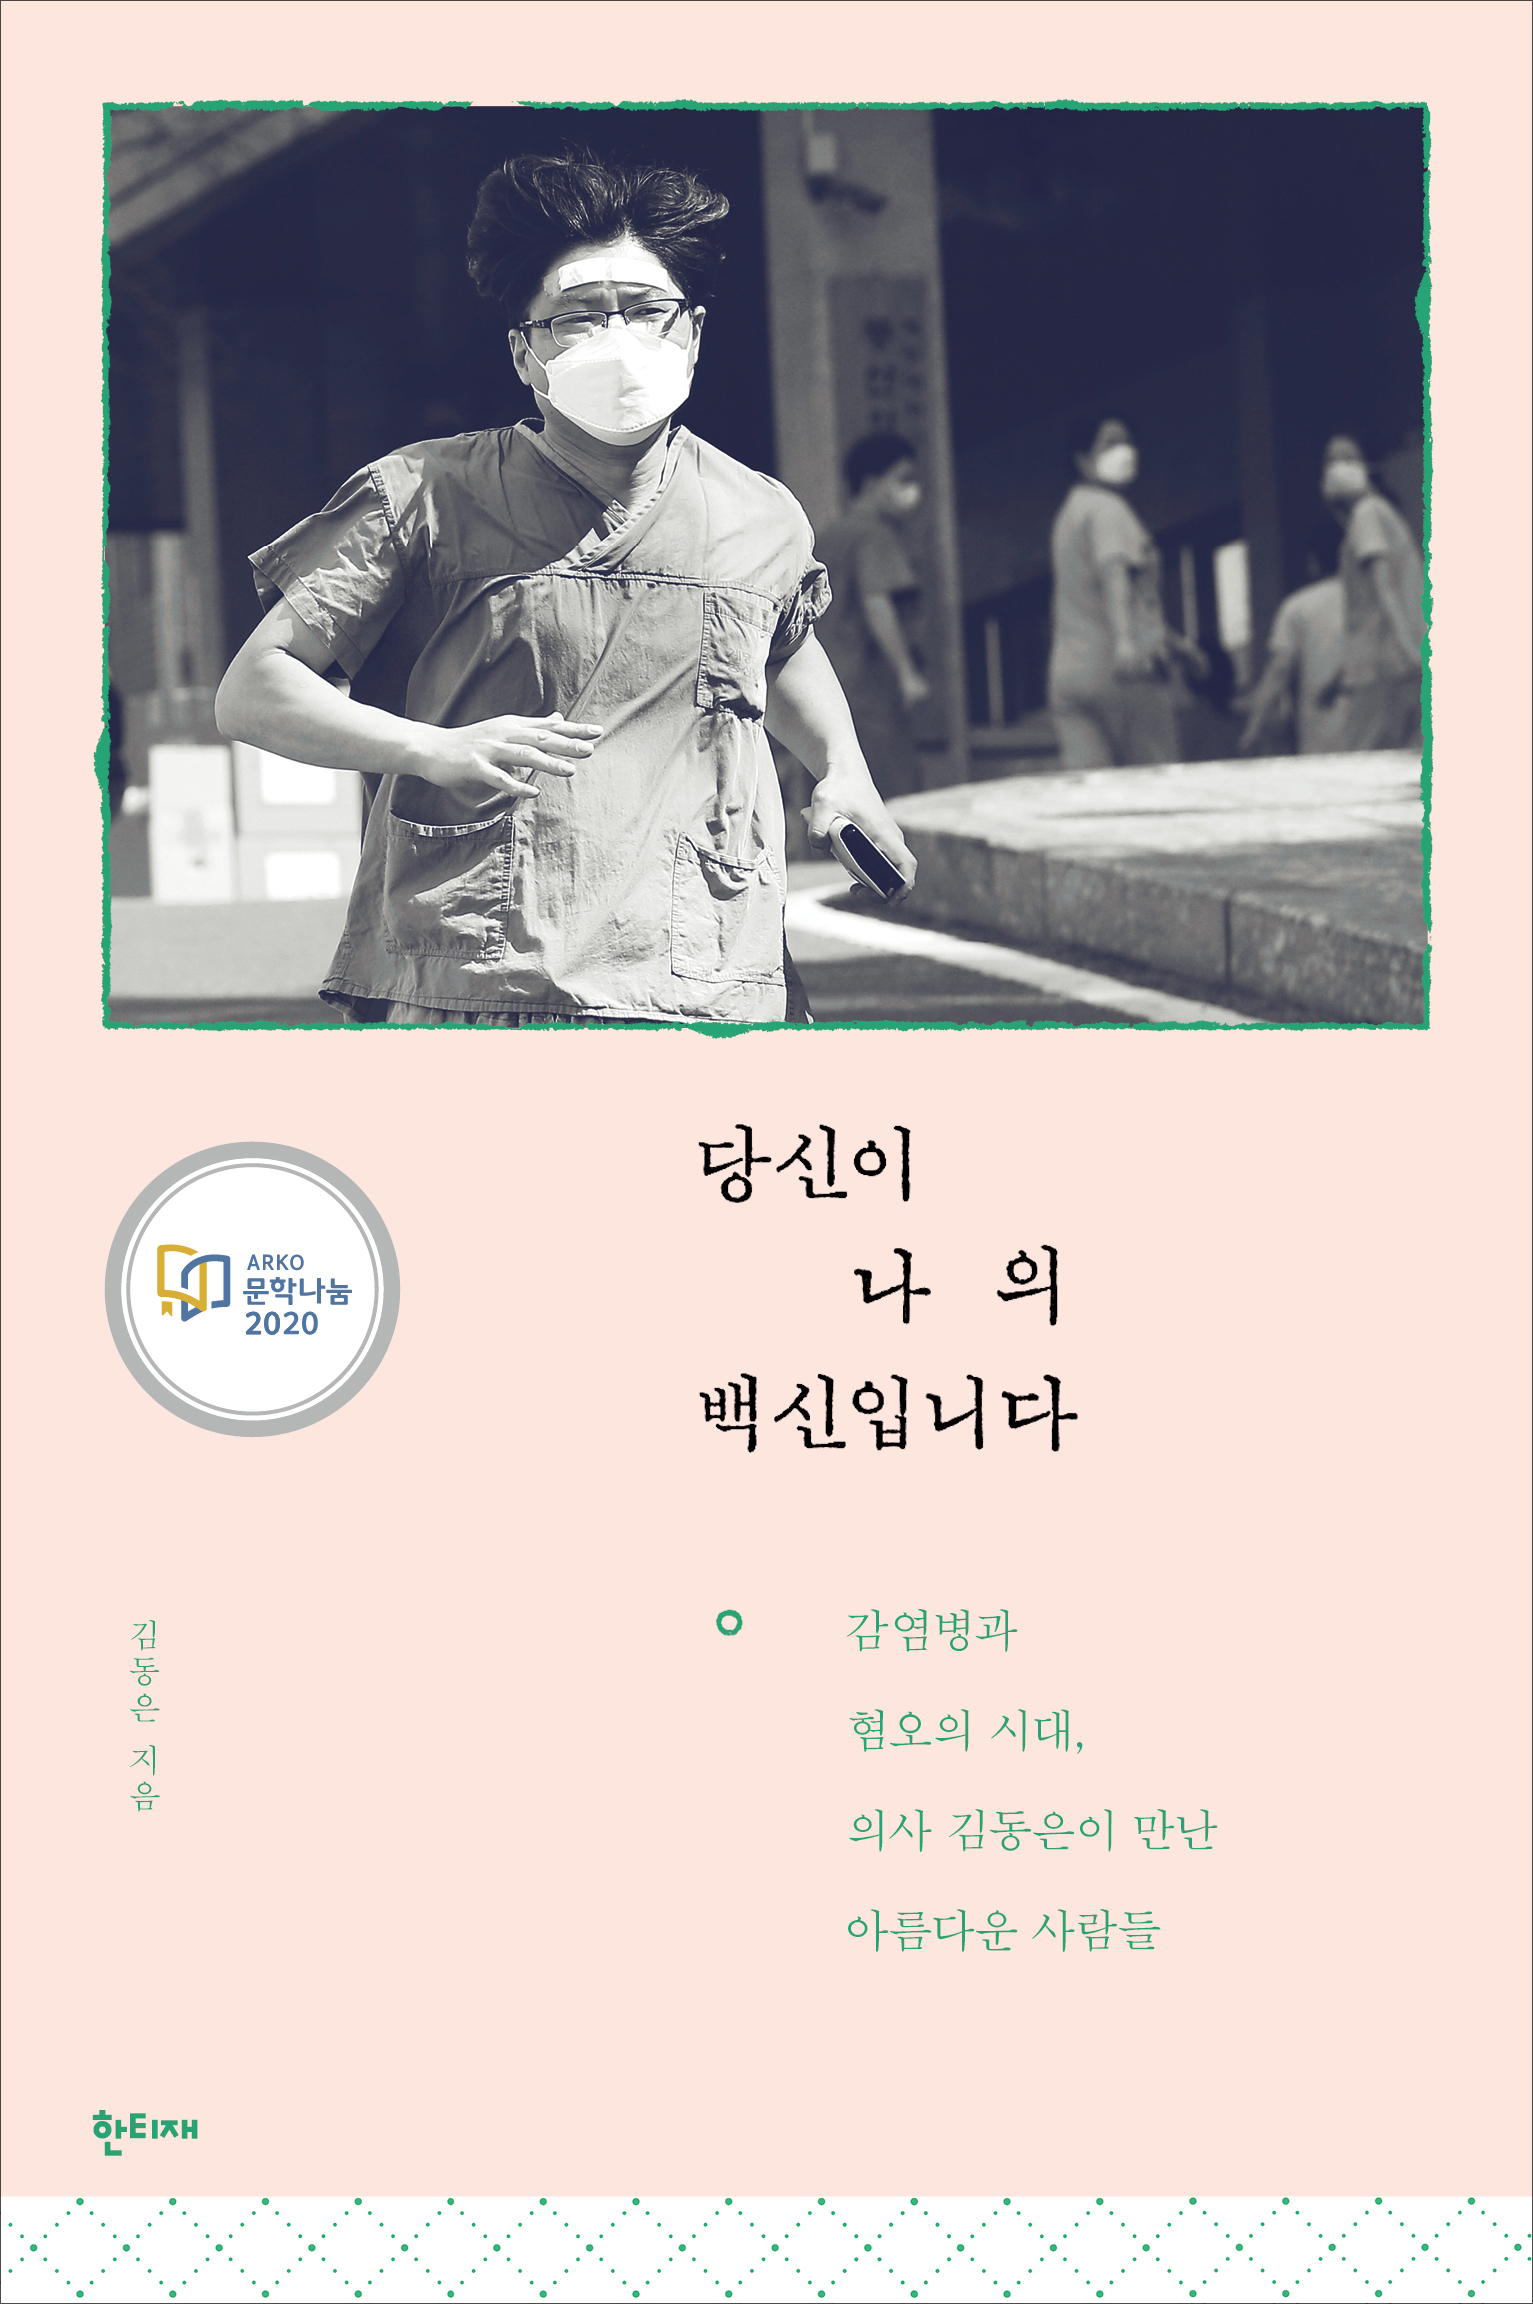 ARKO
문학나눔
2020
당신이
나 의
백신입니다
감염병과
혐오의 시대,
의사 김동은이 만난
아름다운 사람들
김동은 지음
한티재